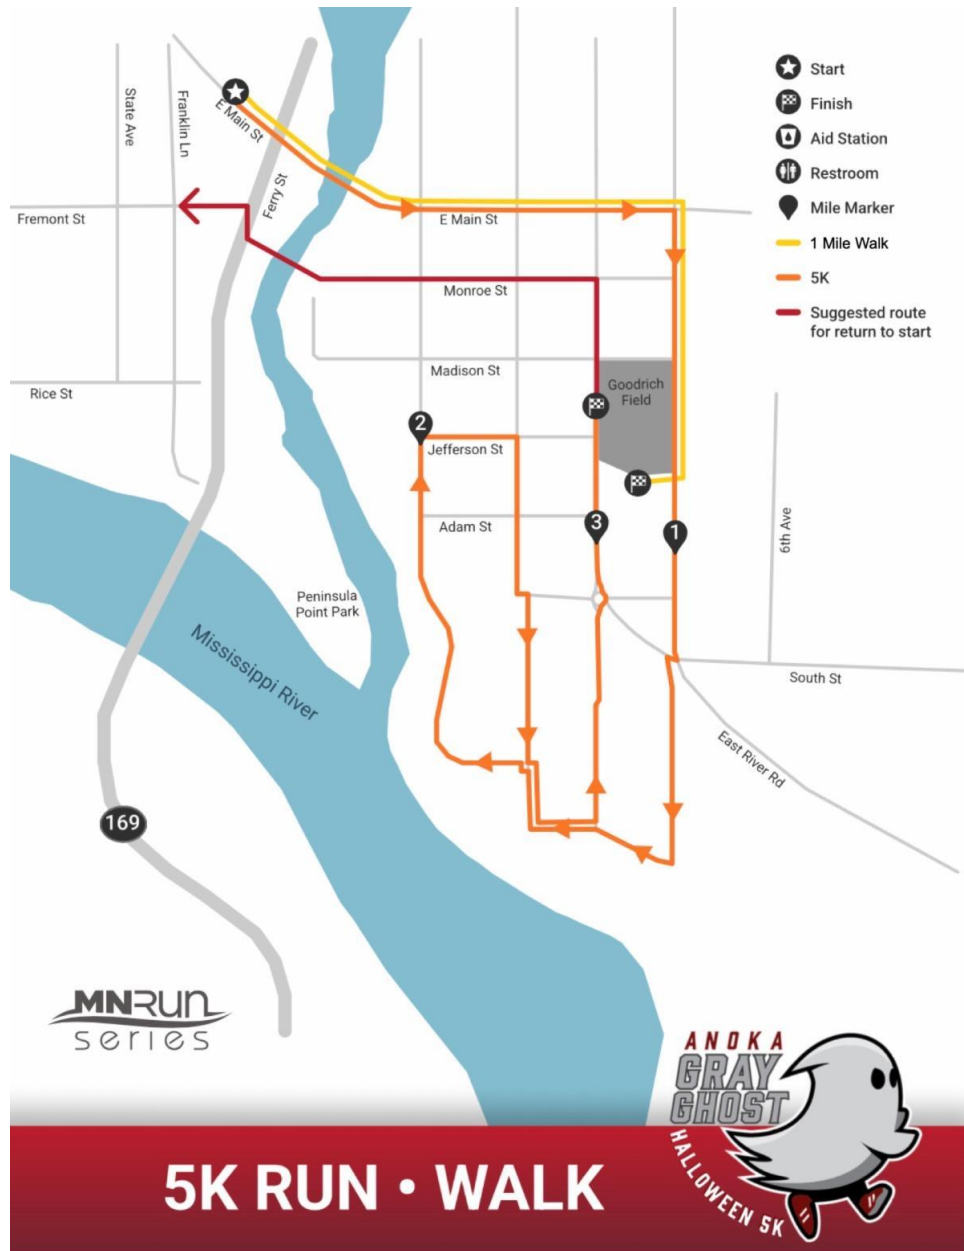 Start
Finish
Aid Station
Restroom
Mile Marker
1 Mile Walk
5K
Suggested route
for return to start
State Ave
Franklin Ln
E Main St
Ferry St
Fremont St
E Main St
Monroe St
Madison St
Goodrich
Field
Rice St
2
Jefferson St
Adam St
3
1
6th Ave
Peninsula
Point Park
Mississippi River
South St
East River Rd
169
MNRUN
series
ANOKA
GRAY
GHOST
HALLOWEEN 5K
5K RUN • WALK